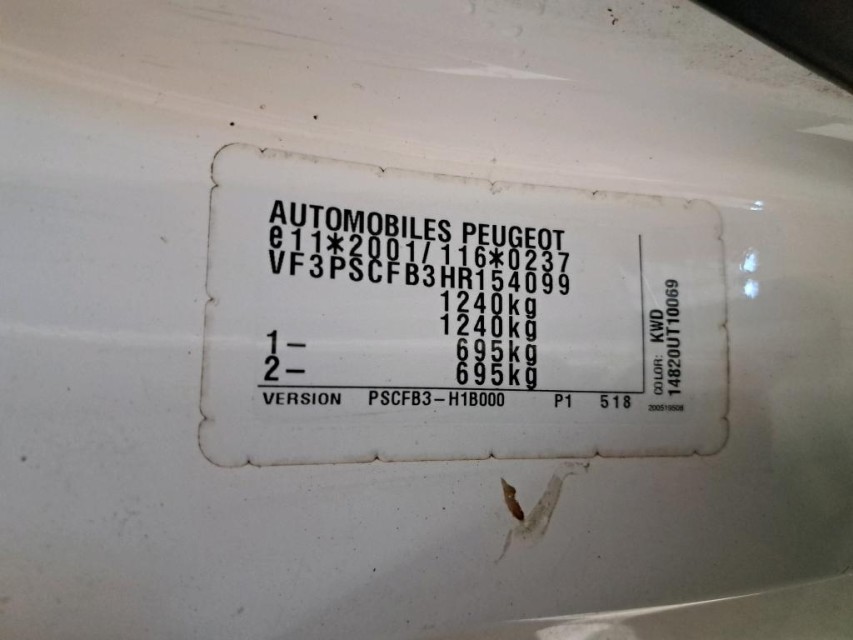 AUTOMOBILES PEUGEOT
e11*2001/116*0237
VF3PSCFB3HR154099
1240kg
1240kg
1- 695kg
2- 695kg
VERSION PSCFB3-H1B000 P1 518
COLOR: KWD
14820UT10069